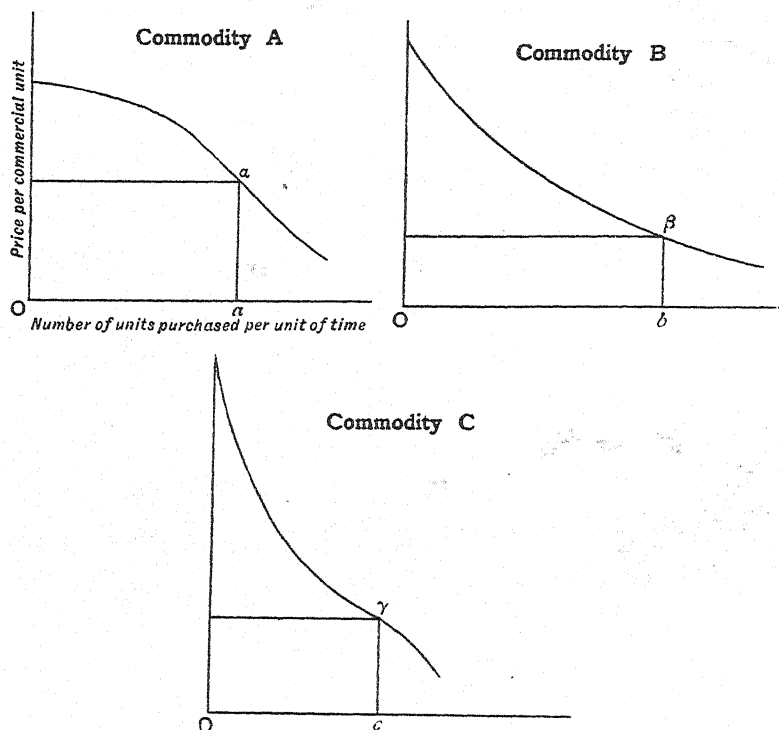 Commodity A
Price per commercial unit
a
O
a
Number of units purchased per unit of time
Commodity B
β
O
b
Commodity C
γ
O
c